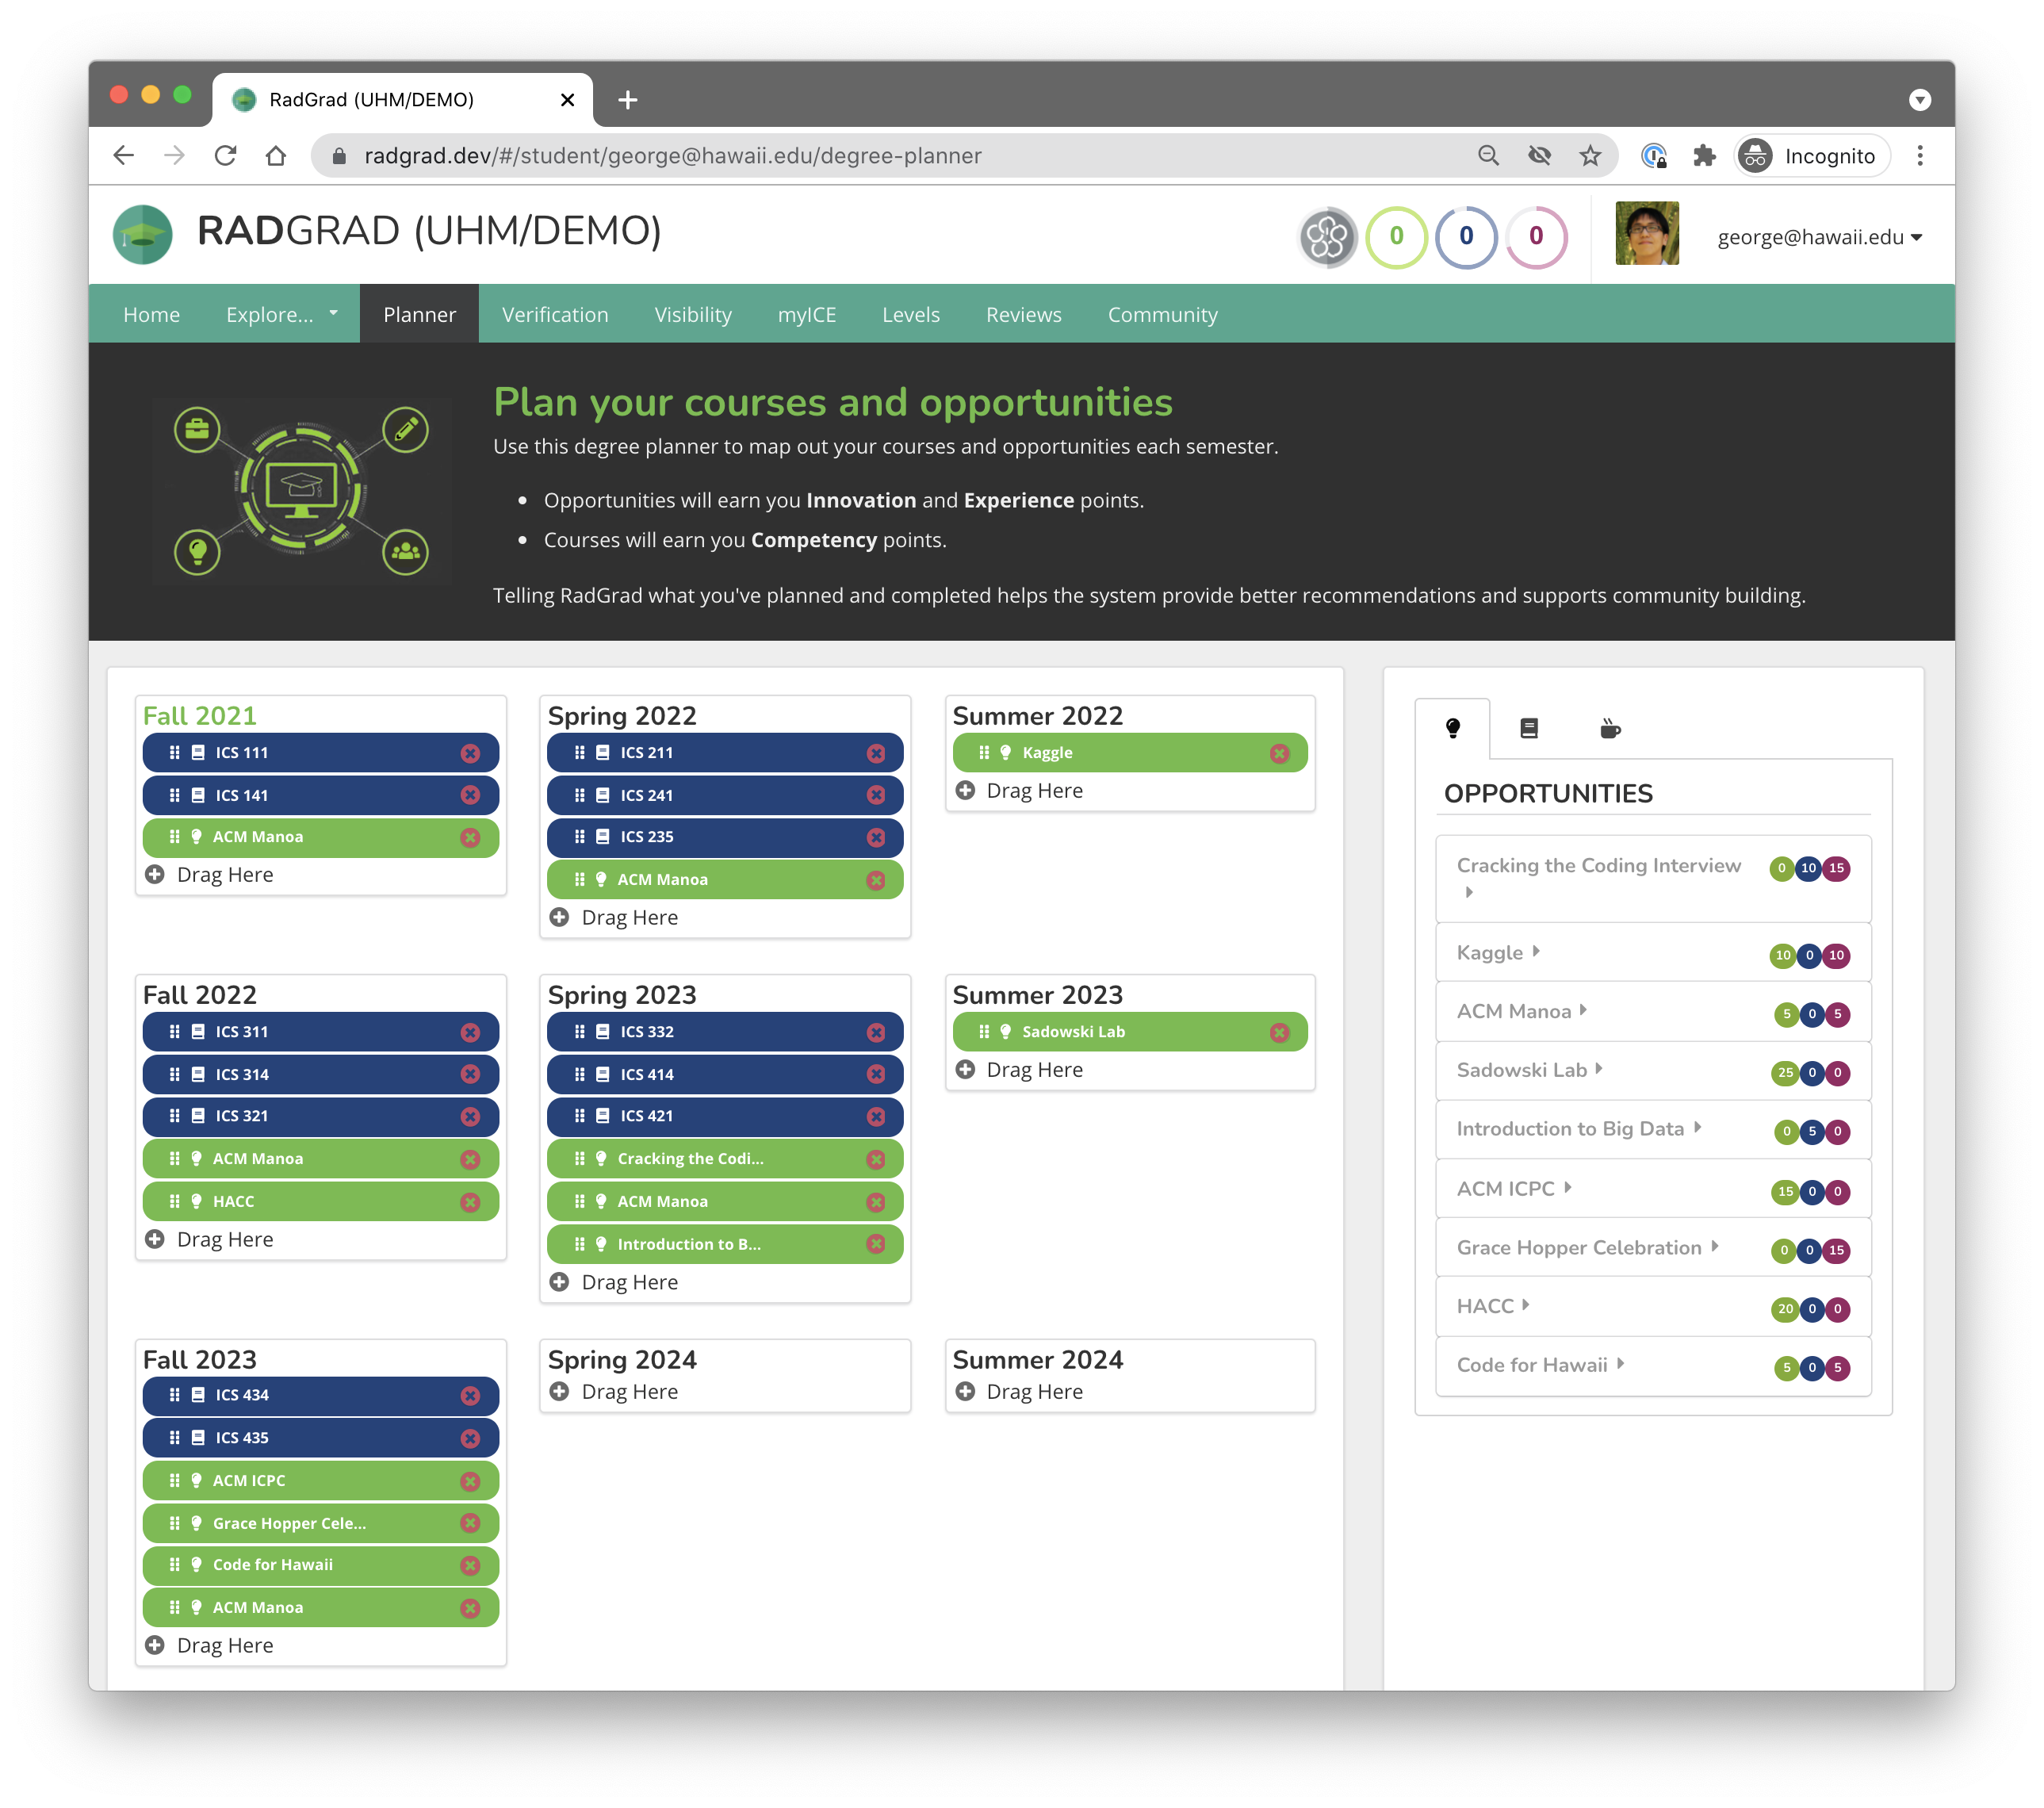 RadGrad (UHM/DEMO)
radgrad.dev/#/student/george@hawaii.edu/degree-planner
Incognito
RADGRAD (UHM/DEMO)
0 0 0
george@hawaii.edu
Home Explore... Planner Verification Visibility myICE Levels Reviews Community
Plan your courses and opportunities
Use this degree planner to map out your courses and opportunities each semester.
Opportunities will earn you Innovation and Experience points.
Courses will earn you Competency points.
Telling RadGrad what you've planned and completed helps the system provide better recommendations and supports community building.
Fall 2021
ICS 111
ICS 141
ACM Manoa
Drag Here
Spring 2022
ICS 211
ICS 241
ICS 235
ACM Manoa
Drag Here
Summer 2022
Kaggle
Drag Here
Fall 2022
ICS 311
ICS 314
ICS 321
ACM Manoa
HACC
Drag Here
Spring 2023
ICS 332
ICS 414
ICS 421
Cracking the Codi...
ACM Manoa
Introduction to B...
Drag Here
Summer 2023
Sadowski Lab
Drag Here
Fall 2023
ICS 434
ICS 435
ACM ICPC
Grace Hopper Cele...
Code for Hawaii
ACM Manoa
Drag Here
Spring 2024
Drag Here
Summer 2024
Drag Here
OPPORTUNITIES
Cracking the Coding Interview 0 10 15
Kaggle 10 0 10
ACM Manoa 5 0 5
Sadowski Lab 25 0 0
Introduction to Big Data 0 5 0
ACM ICPC 15 0 0
Grace Hopper Celebration 0 0 15
HACC 20 0 0
Code for Hawaii 5 0 5